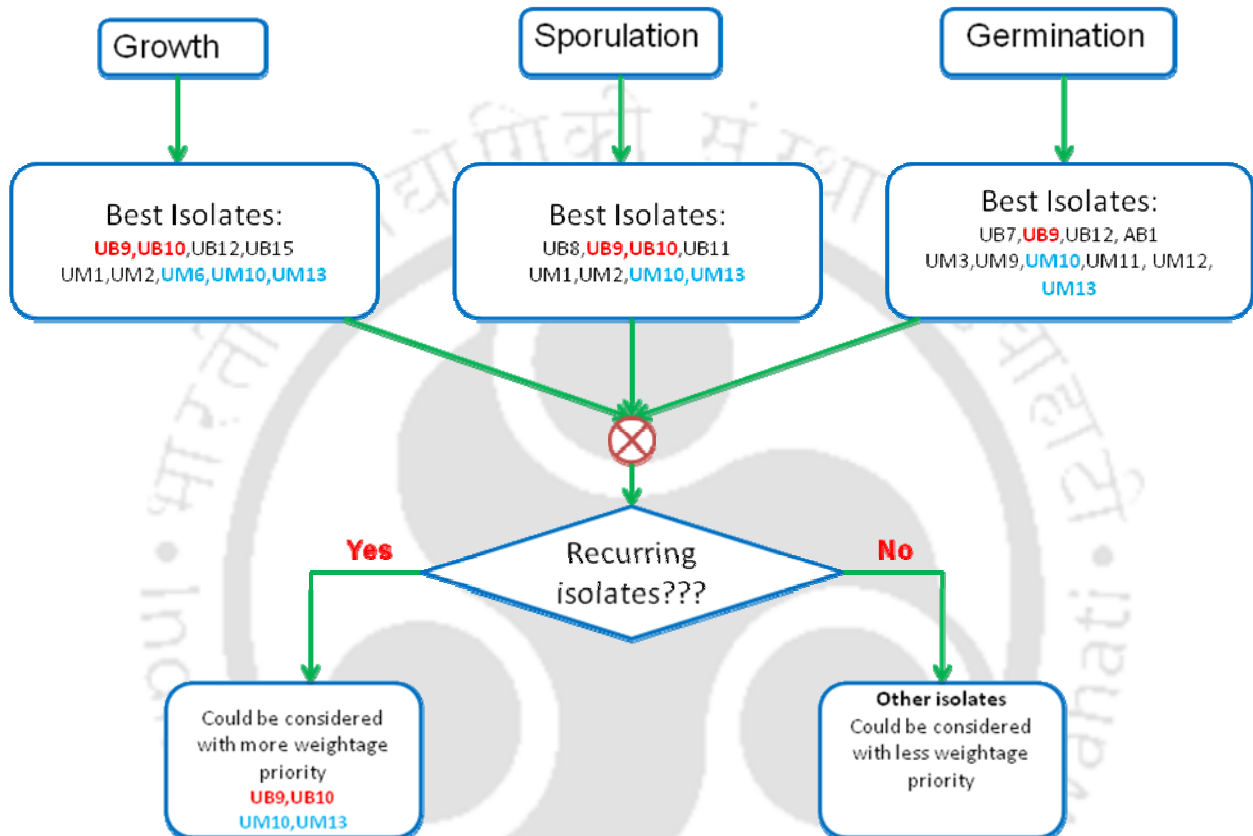 Growth
Sporulation
Germination
Best Isolates:
UB9,UB10,UB12,UB15
UM1,UM2,UM6,UM10,UM13
Best Isolates:
UB8,UB9,UB10,UB11
UM1,UM2,UM10,UM13
Best Isolates:
UB7,UB9,UB12, AB1
UM3,UM9,UM10,UM11, UM12,
UM13
Recurring
isolates???
Yes
No
Could be considered
with more weightage
priority
UB9,UB10
UM10,UM13
Other isolates
Could be considered
with less weightage
priority